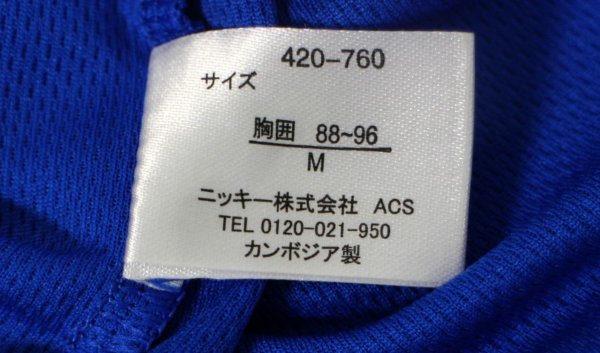 420-760
サイズ
胸囲 88~96
M
ニッキー株式会社 ACS
TEL 0120-021-950
カンボジア製